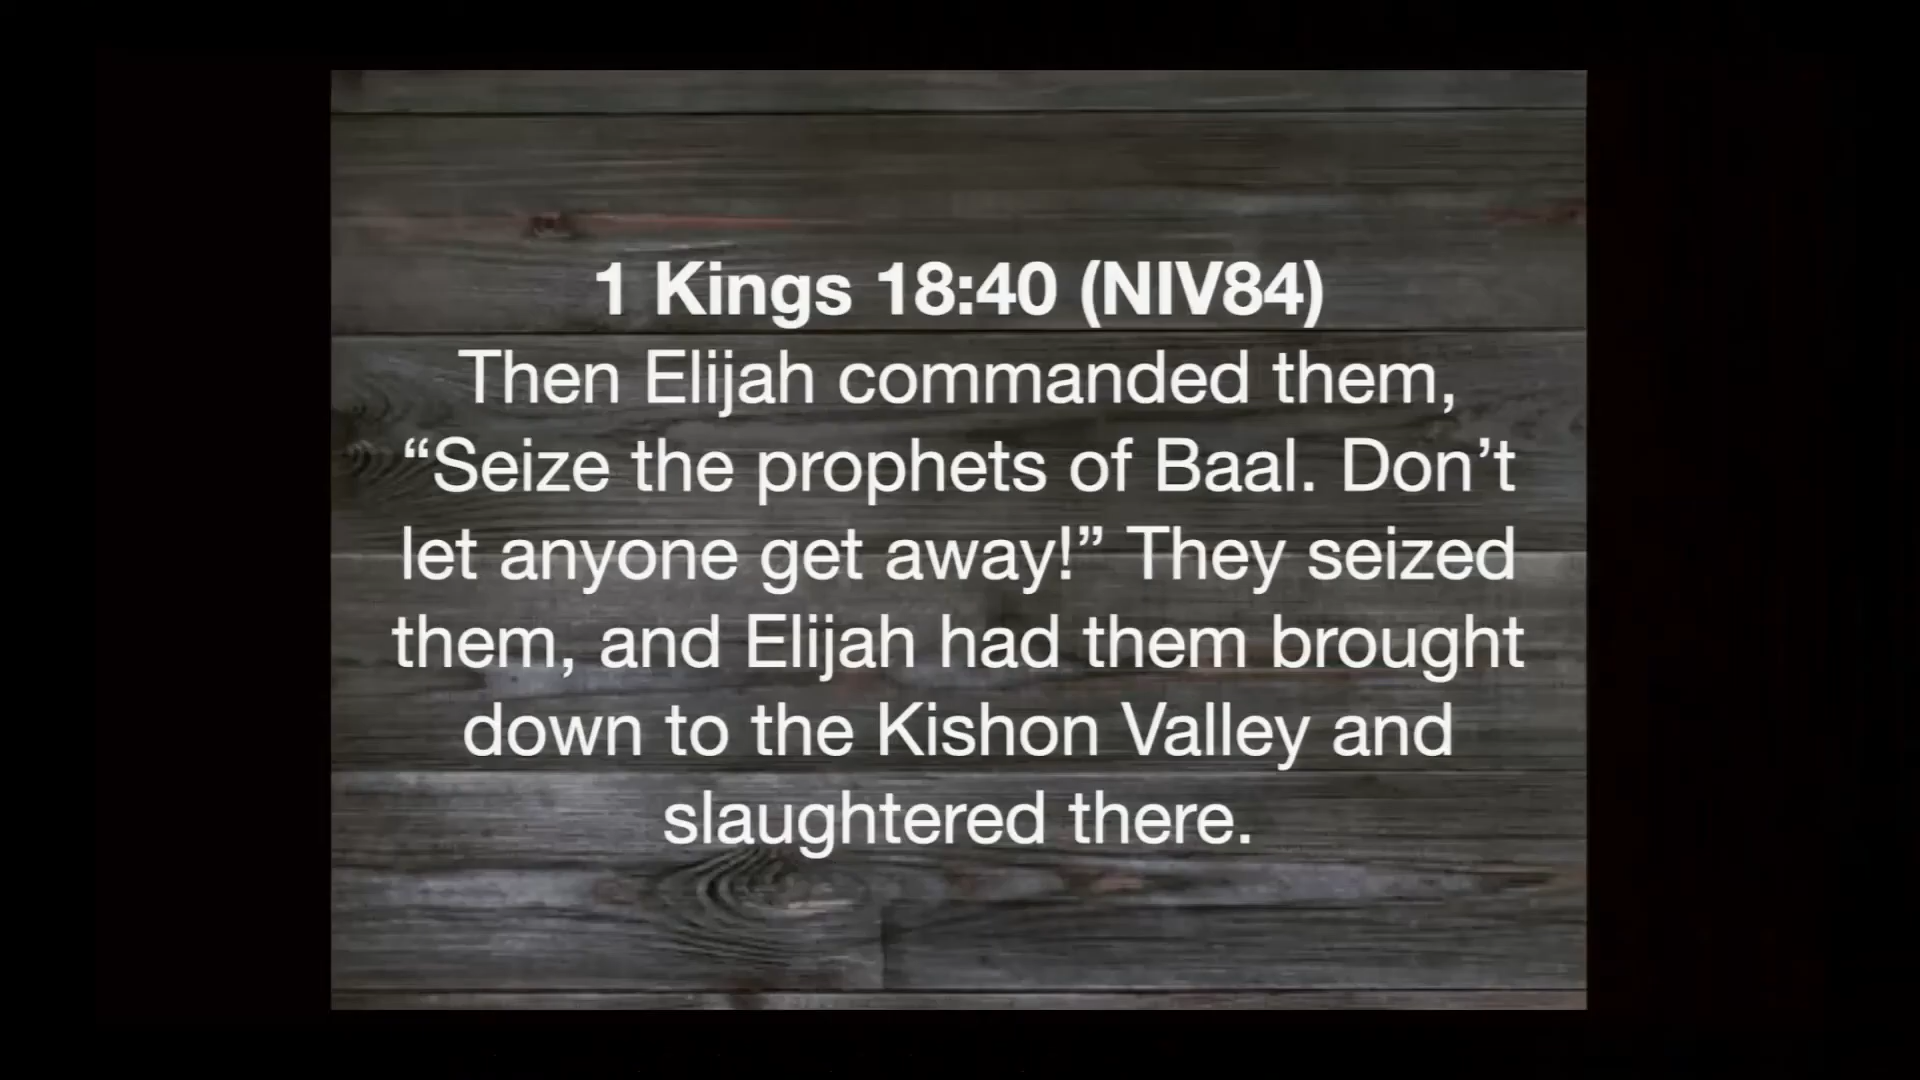 1 Kings 18:40 (NIV84)
Then Elijah commanded them,
“Seize the prophets of Baal. Don’t
let anyone get away!” They seized
them, and Elijah had them brought
down to the Kishon Valley and
slaughtered there.